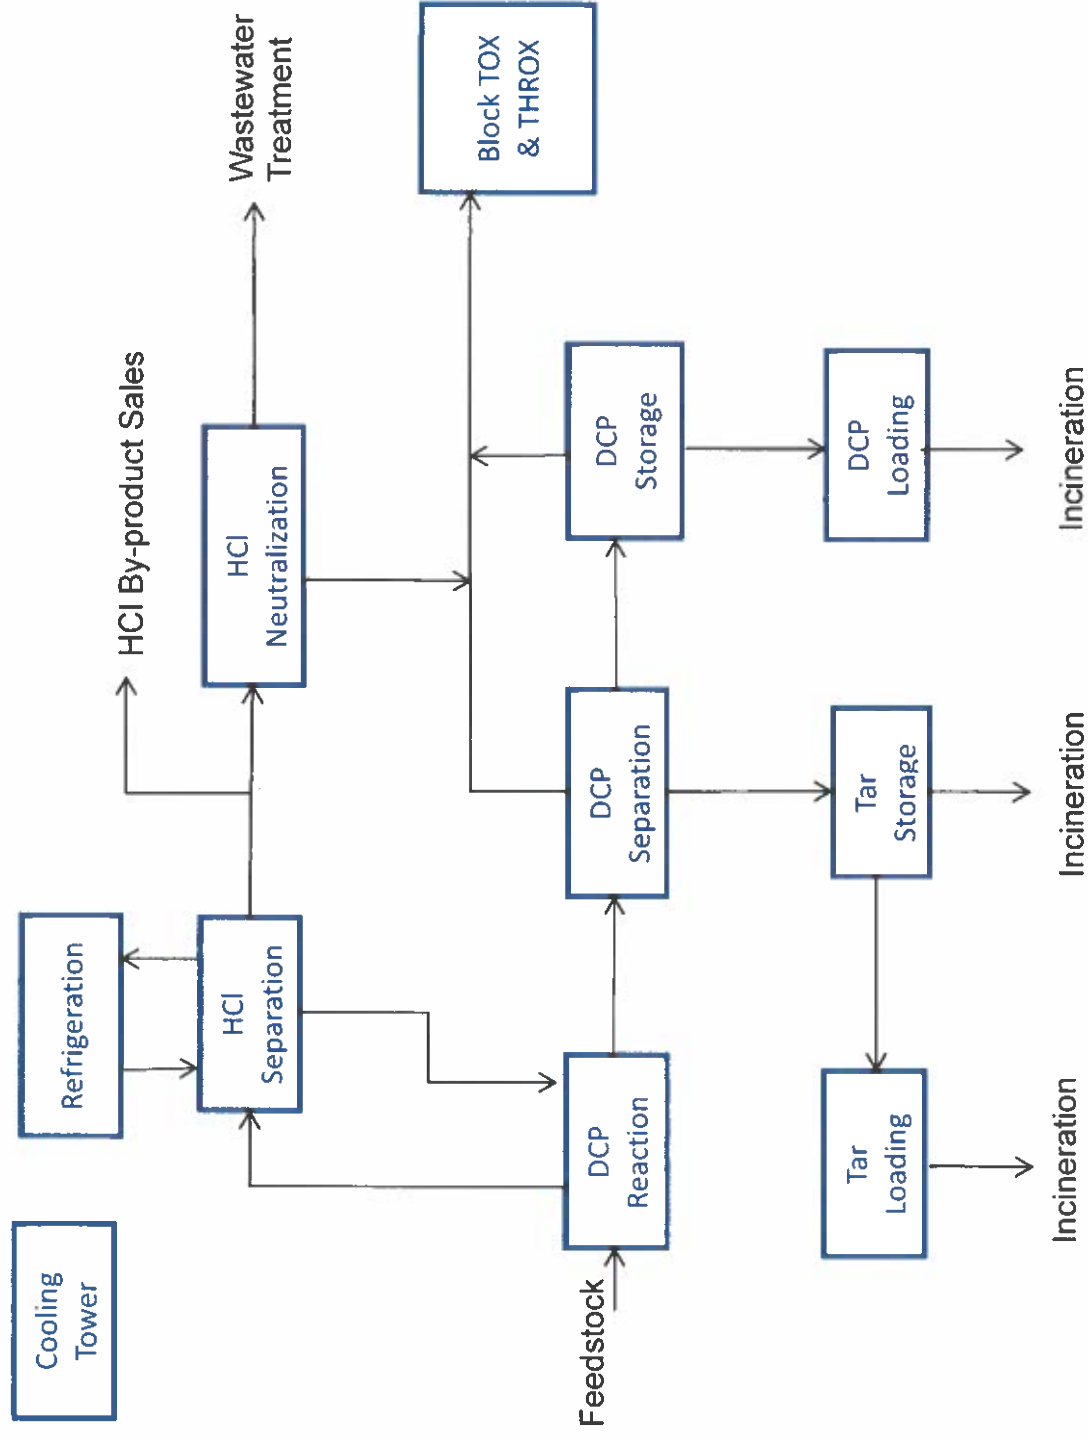 Cooling
Tower
Refrigeration
HCl By-product Sales
HCl
Separation
HCl
Neutralization
Wastewater
Treatment
Block TOX
& THROX
Feedstock
DCP
Reaction
DCP
Separation
DCP
Storage
Tar
Loading
Tar
Storage
DCP
Loading
Incineration
Incineration
Incineration